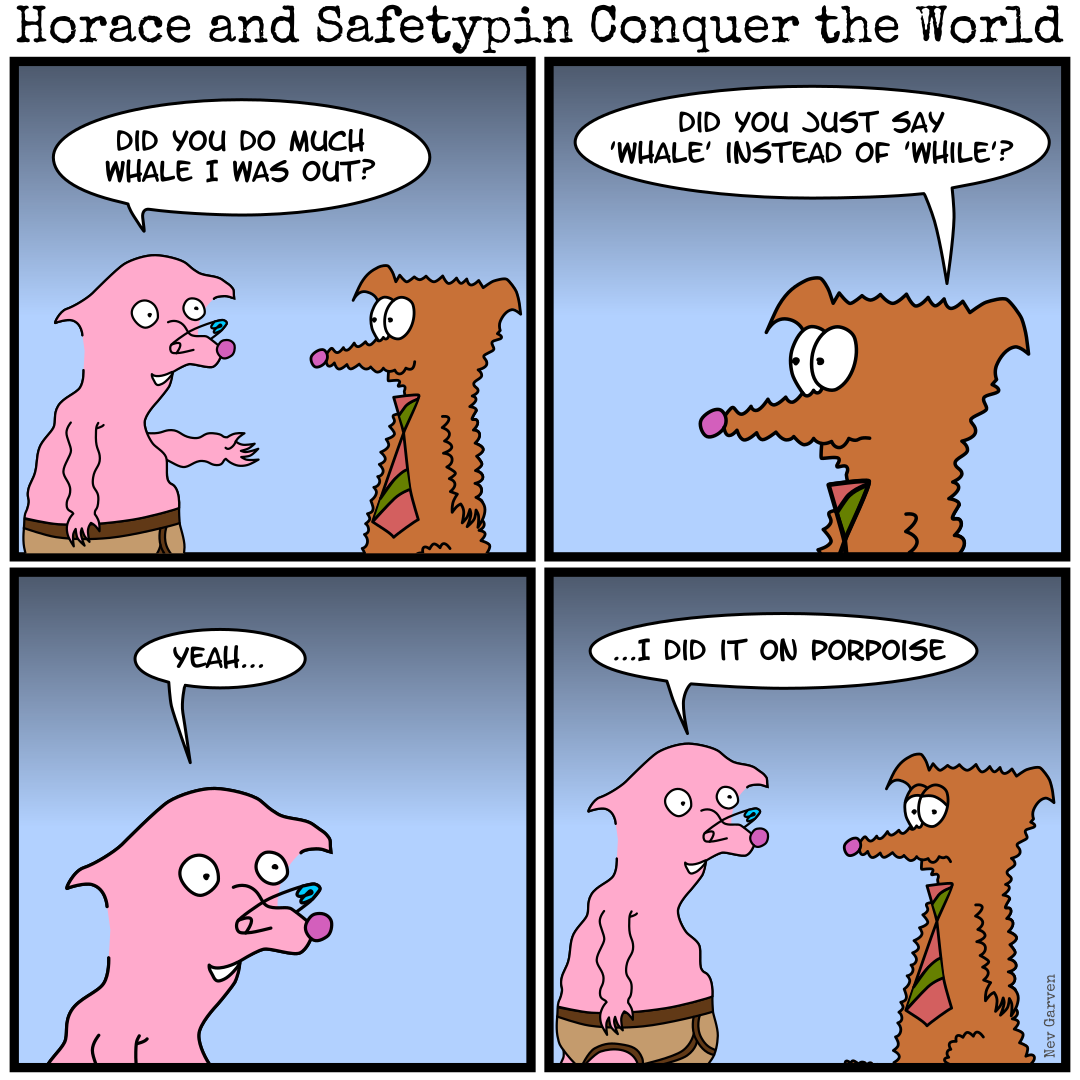 Horace and Safetypin Conquer the World
DID YOU DO MUCH
WHALE I WAS OUT?
DID YOU JUST SAY
'WHALE' INSTEAD OF 'WHILE'?
YEAH...
...I DID IT ON PORPOISE
Nev Garven